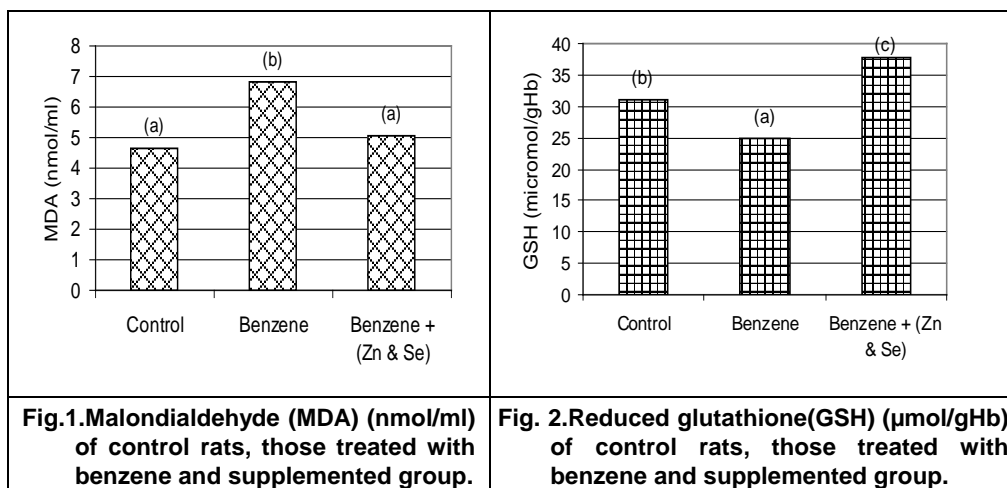 8
7
6
5
4
3
2
1
0
MDA (nmol/ml)
(a)
(b)
(a)
Control
Benzene
Benzene +
(Zn & Se)
40
35
30
25
20
15
10
5
0
GSH (micromol/gHb)
(b)
(a)
(c)
Control
Benzene
Benzene + (Zn
& Se)
Fig.1.Malondialdehyde (MDA) (nmol/ml)
of control rats, those treated with
benzene and supplemented group.
Fig. 2.Reduced glutathione(GSH) (µmol/gHb)
of control rats, those treated with
benzene and supplemented group.